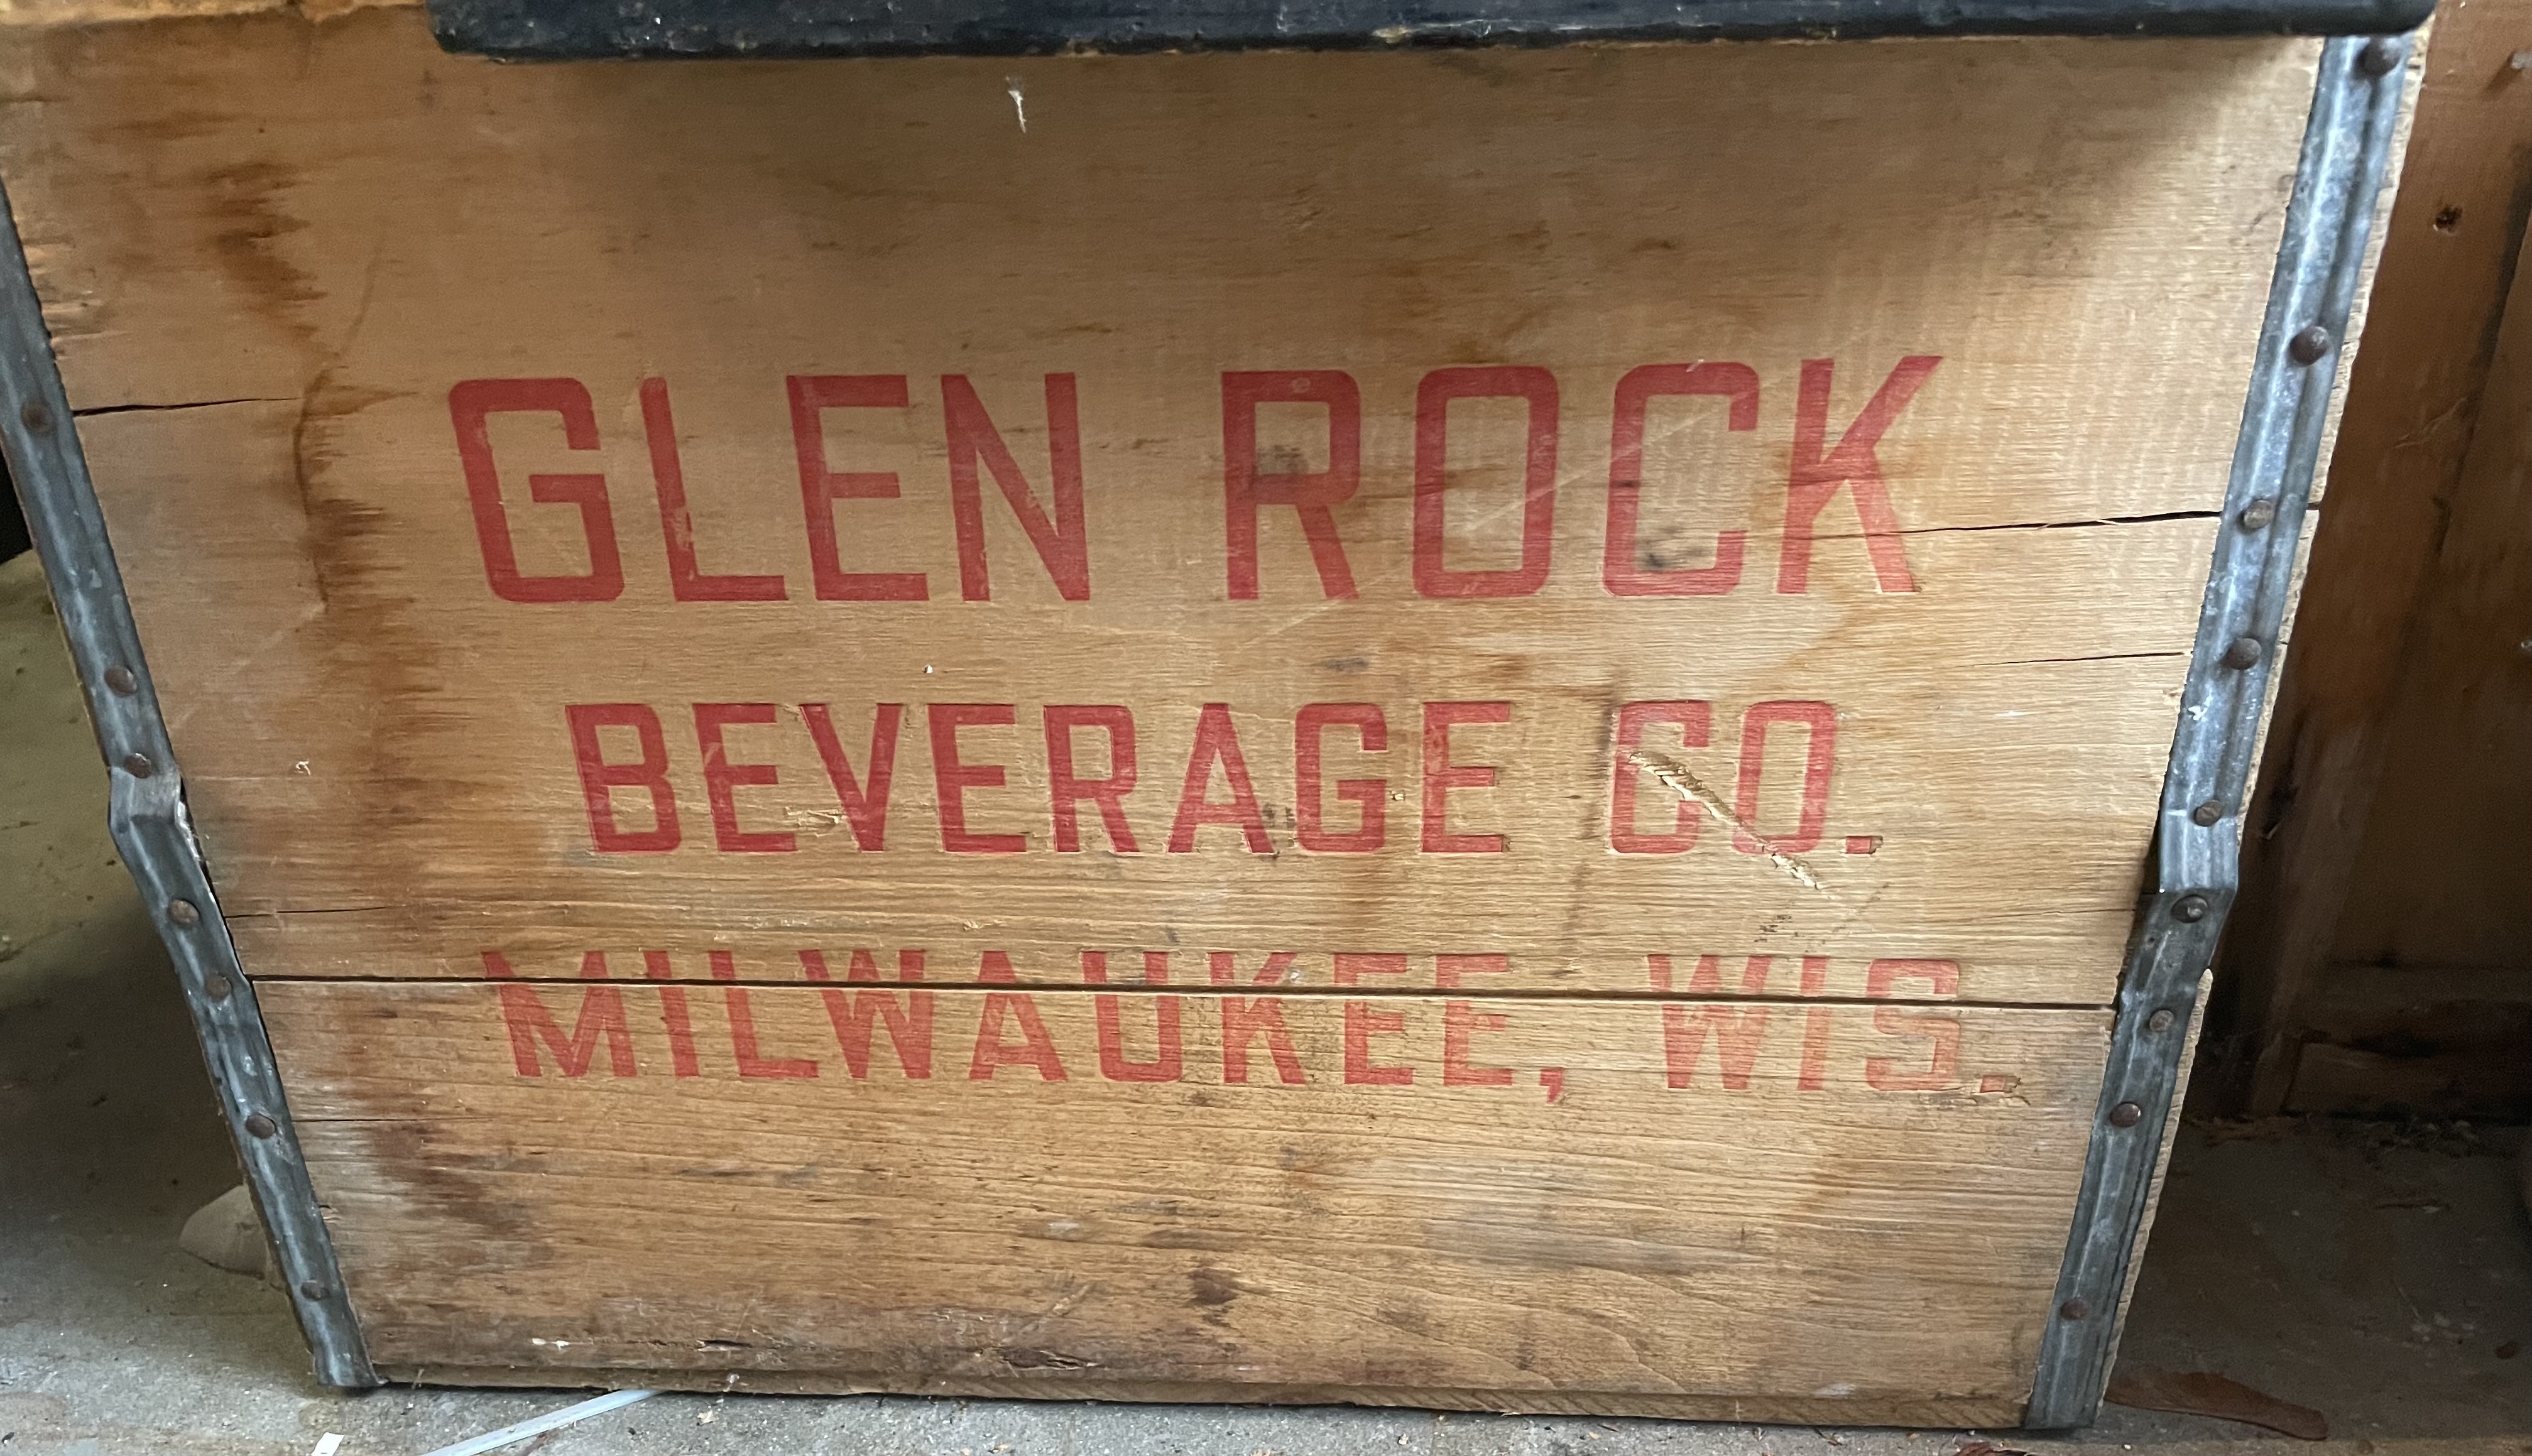 GLEN ROCK
BEVERAGE CO.
MILWAUKEE, WIS.